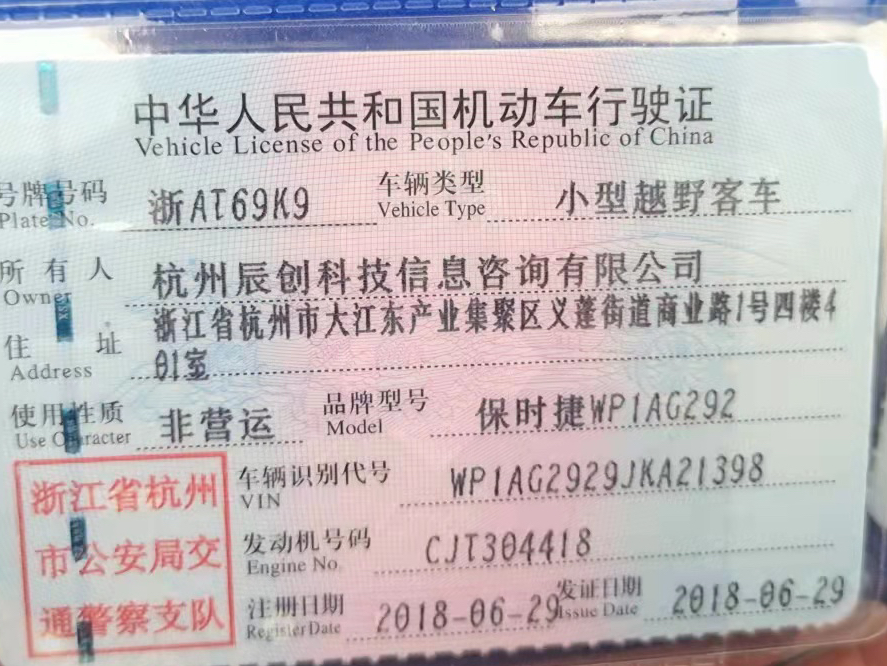 中华人民共和国机动车行驶证
Vehicle License of the People's Republic of China
号牌号码 浙AT69K9 车辆类型 小型越野客车
Plate No. Vehicle Type
所有人 杭州辰创科技信息咨询有限公司
Owner
浙江省杭州市大江东产业集聚区义蓬街道商业路1号四楼4
住址 01室
Address
使用性质 非营运 品牌型号 保时捷WP1AG292
Use Character Model
浙江省杭州 车辆识别代号 WP1AG2929JKA21398
VIN
市公安局交 发动机号码 CJT304418
Engine No.
通警察支队 注册日期 2018-06-29 发证日期 2018-06-29
Register Date Issue Date